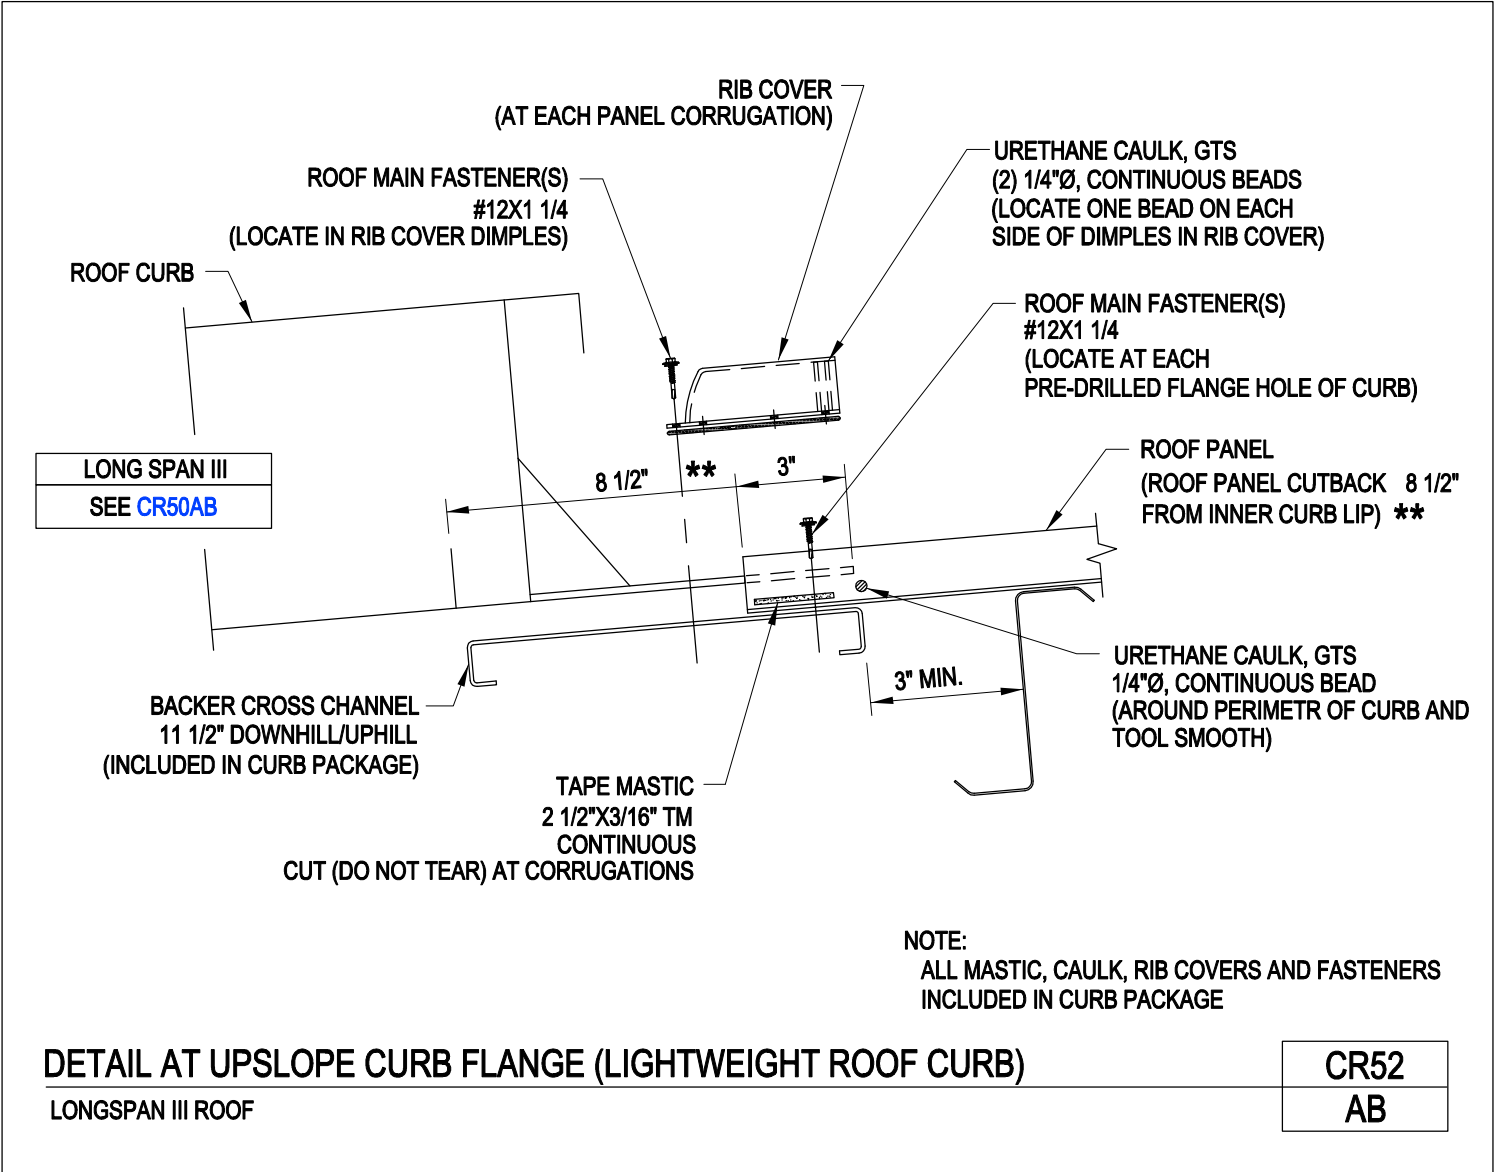 RIB COVER
(AT EACH PANEL CORRUGATION)
URETHANE CAULK, GTS
(2) 1/4"Ø, CONTINUOUS BEADS
(LOCATE ONE BEAD ON EACH
SIDE OF DIMPLES IN RIB COVER)
ROOF MAIN FASTENER(S)
#12X1 1/4
(LOCATE IN RIB COVER DIMPLES)
ROOF CURB
ROOF MAIN FASTENER(S)
#12X1 1/4
(LOCATE AT EACH
PRE-DRILLED FLANGE HOLE OF CURB)
LONG SPAN III
SEE CR50AB
8 1/2" ** 3"
ROOF PANEL
(ROOF PANEL CUTBACK 8 1/2"
FROM INNER CURB LIP) **
3" MIN.
URETHANE CAULK, GTS
1/4"Ø, CONTINUOUS BEAD
(AROUND PERIMETR OF CURB AND
TOOL SMOOTH)
BACKER CROSS CHANNEL
11 1/2" DOWNHILL/UPHILL
(INCLUDED IN CURB PACKAGE)
TAPE MASTIC
2 1/2"X3/16" TM
CONTINUOUS
CUT (DO NOT TEAR) AT CORRUGATIONS
NOTE:
ALL MASTIC, CAULK, RIB COVERS AND FASTENERS
INCLUDED IN CURB PACKAGE
DETAIL AT UPSLOPE CURB FLANGE (LIGHTWEIGHT ROOF CURB)
LONGSPAN III ROOF
CR52
AB